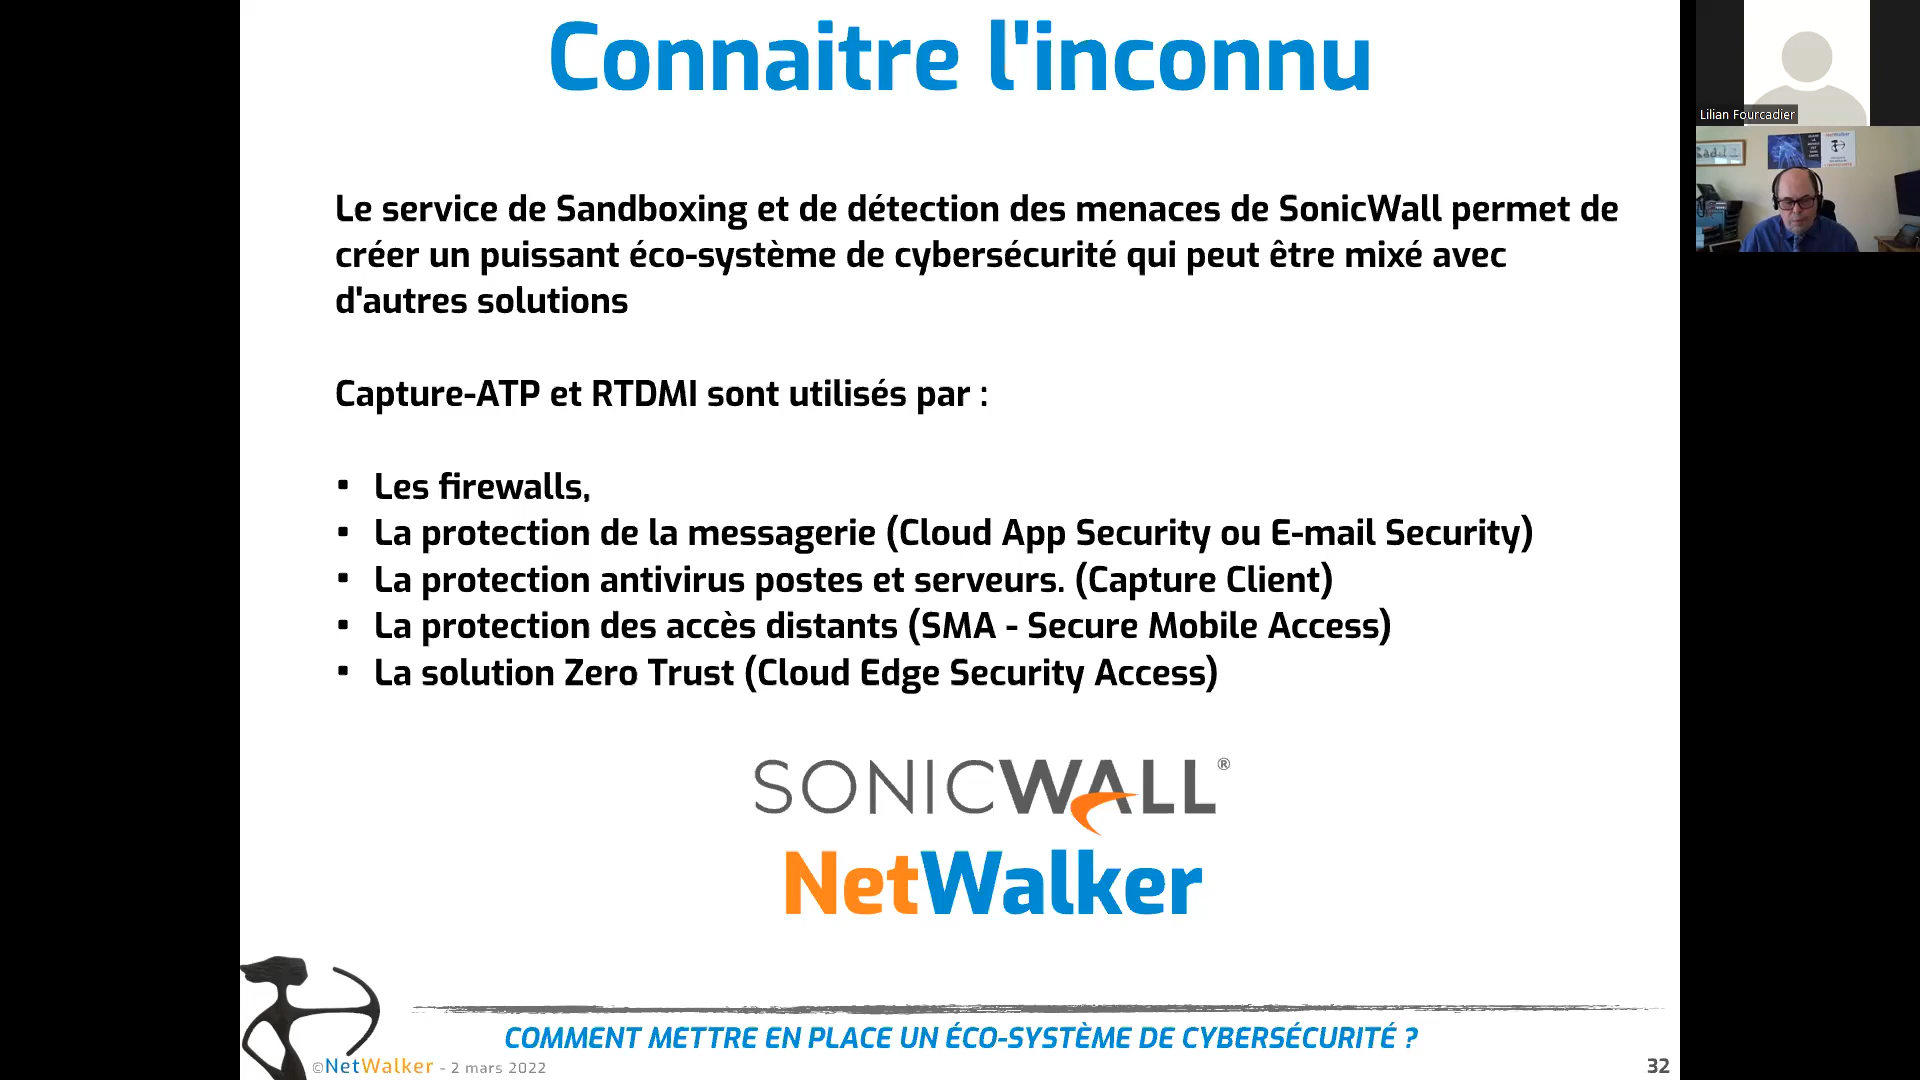 Connaitre l'inconnu
Le service de Sandboxing et de détection des menaces de SonicWall permet de
créer un puissant éco-système de cybersécurité qui peut être mixé avec
d'autres solutions
Capture-ATP et RTDMI sont utilisés par :
▪ Les firewalls,
▪ La protection de la messagerie (Cloud App Security ou E-mail Security)
▪ La protection antivirus postes et serveurs. (Capture Client)
▪ La protection des accès distants (SMA - Secure Mobile Access)
▪ La solution Zero Trust (Cloud Edge Security Access)
SONICWALL®
NetWalker
COMMENT METTRE EN PLACE UN ÉCO-SYSTÈME DE CYBERSÉCURITÉ ?
©NetWalker - 2 mars 2022
32
Lilian Fourcadier